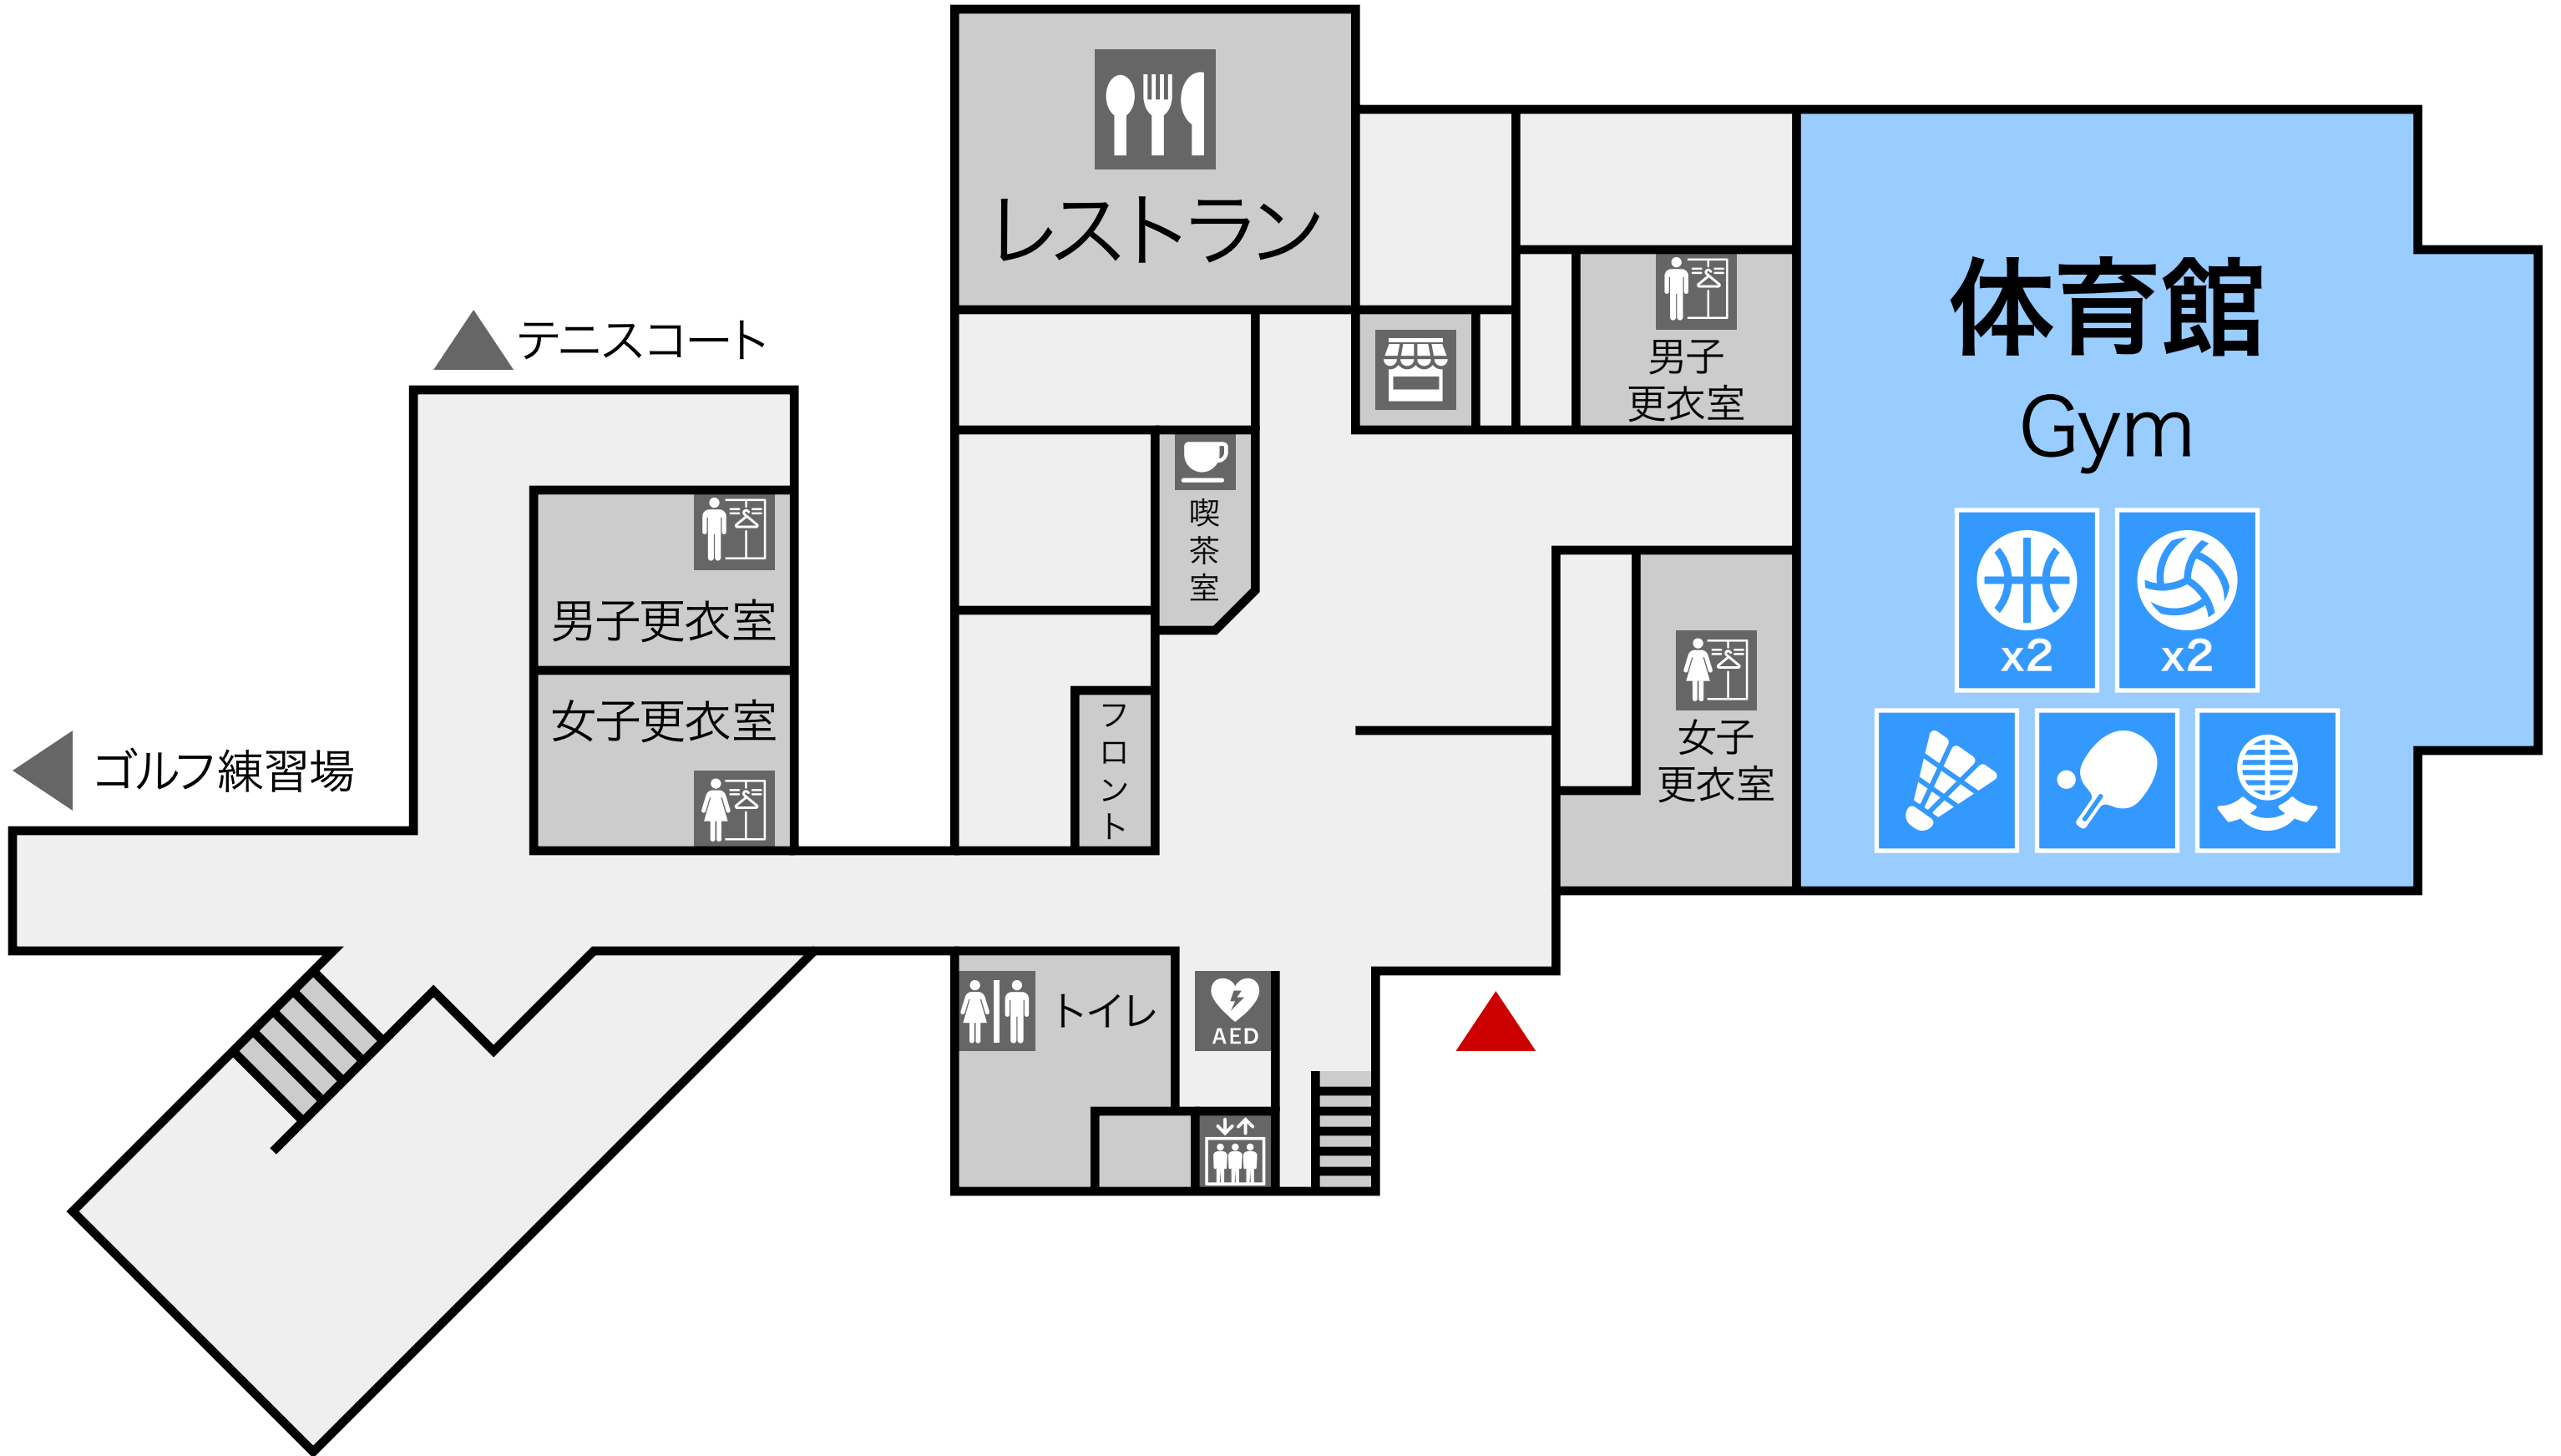 レストラン
テニスコート
男子
更衣室
体育館
Gym
喫茶室
男子更衣室
女子更衣室
x2
x2
フロント
女子
更衣室
ゴルフ練習場
トイレ
AED